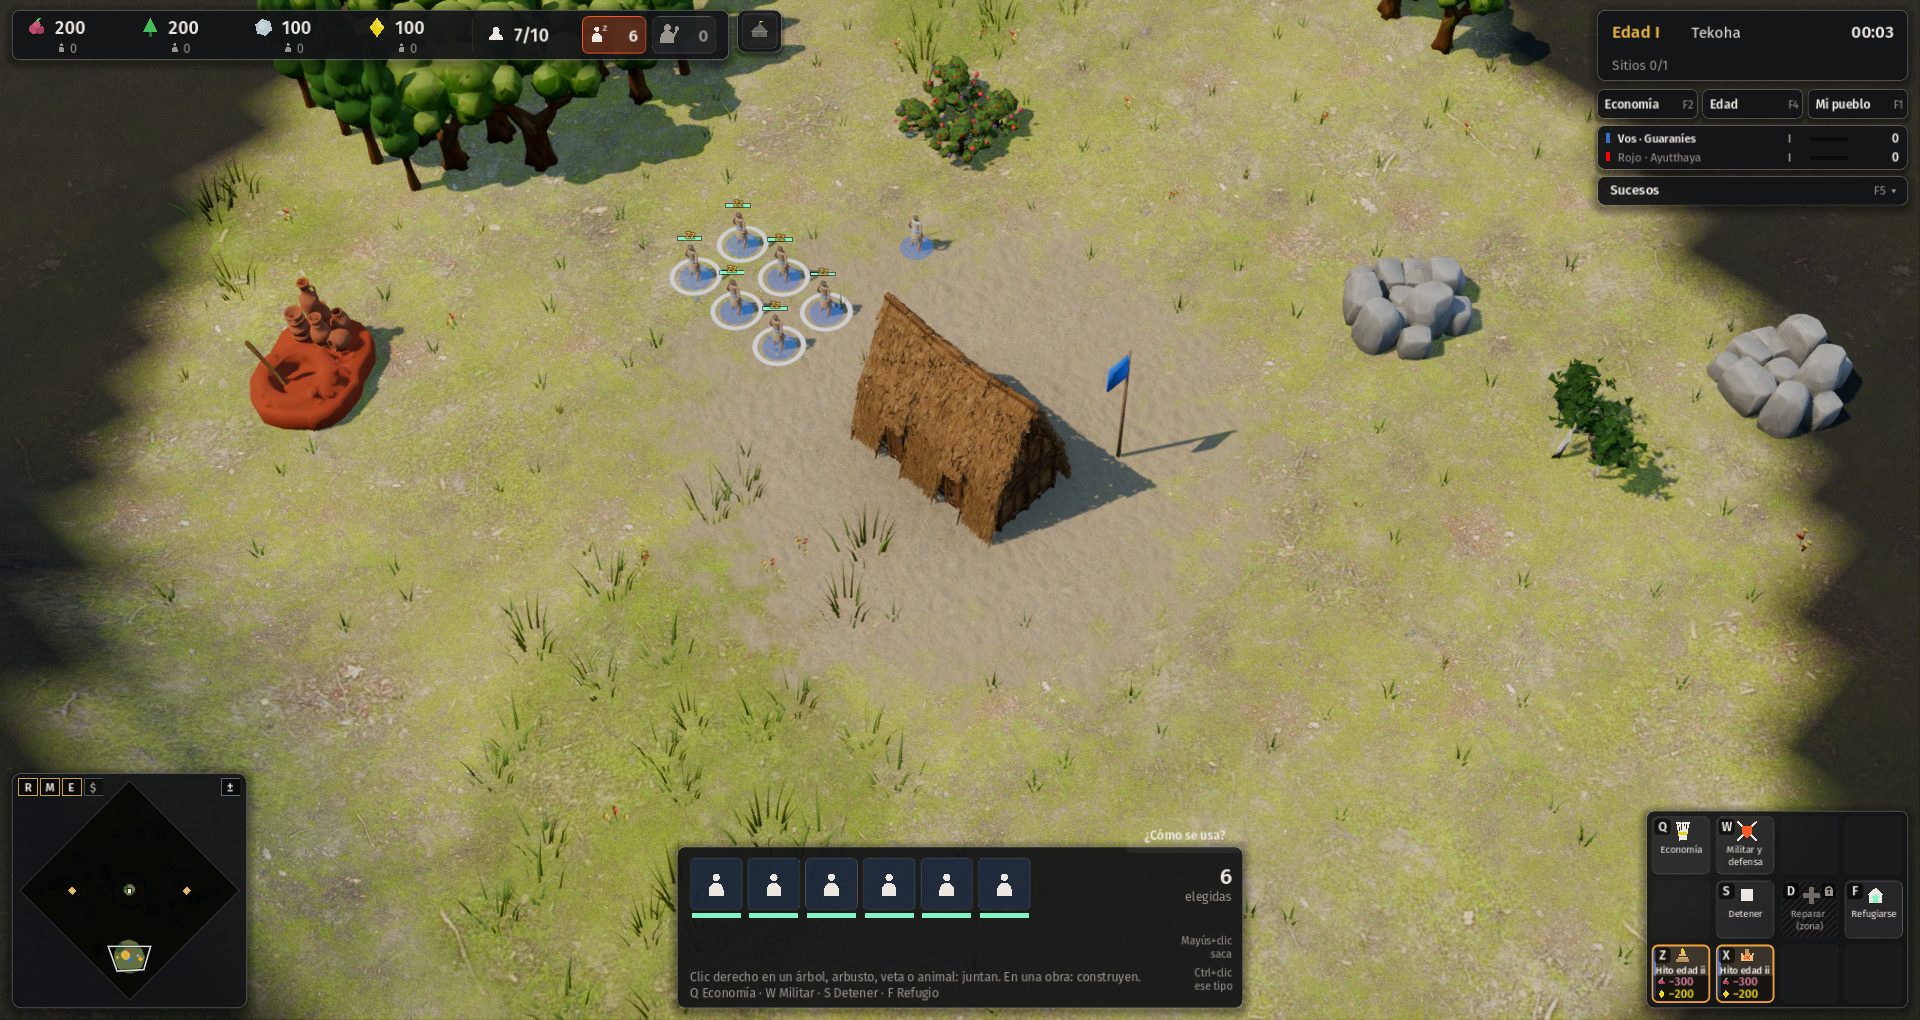 200
0
200
0
100
0
100
0
7/10
z
6
0
Edad I
Tekoha
00:03
Sitios 0/1
Economía F2
Edad F4
Mi pueblo F1
Vos · Guaraníes I 0
Rojo · Ayutthaya I 0
Sucesos F5 ▾
R M E $ ±
¿Cómo se usa?
6
elegidas
Mayús+clic
saca
Ctrl+clic
ese tipo
Clic derecho en un árbol, arbusto, veta o animal: juntan. En una obra: construyen.
Q Economía · W Militar · S Detener · F Refugio
Q
Economía
W
Militar y
defensa
S
Detener
D
Reparar
(zona)
F
Refugiarse
Z
Hito edad ii
-300
-200
X
Hito edad ii
-300
-200